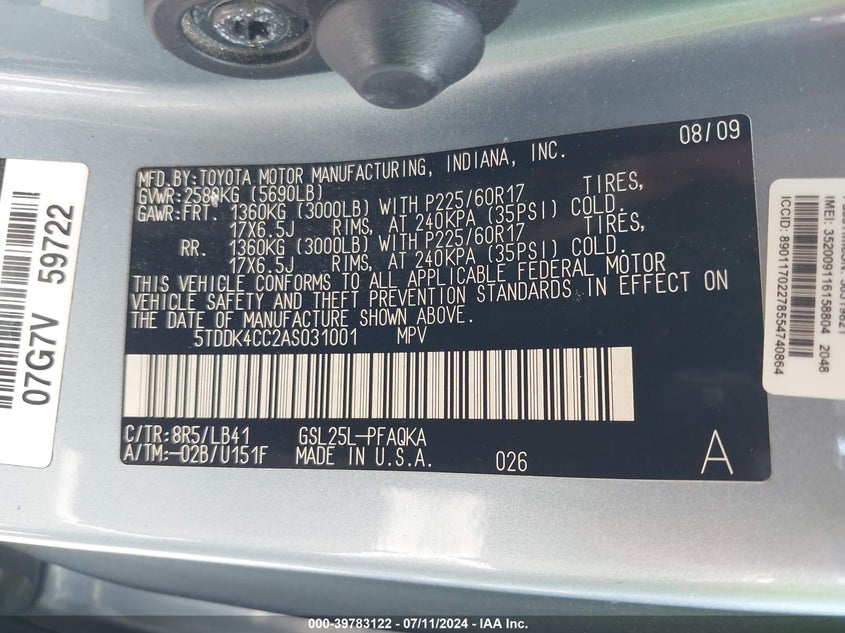 08/09
MFD.BY:TOYOTA MOTOR MANUFACTURING, INDIANA, INC.
GVWR:2580KG (5690LB)
GAWR:FRT. 1360KG (3000LB) WITH P225/60R17 TIRES,
17X6.5J RIMS, AT 240KPA (35PSI) COLD.
RR. 1360KG (3000LB) WITH P225/60R17 TIRES,
17X6.5J RIMS, AT 240KPA (35PSI) COLD.
THIS VEHICLE CONFORMS TO ALL APPLICABLE FEDERAL MOTOR
VEHICLE SAFETY AND THEFT PREVENTION STANDARDS IN EFFECT ON
THE DATE OF MANUFACTURE SHOWN ABOVE.
5TDDK4CC2AS031001 MPV
C/TR:8R5/LB41 GSL25L-PFAQKA
A/TM:-02B/U151F MADE IN U.S.A. 026 A
07G7V 59722
IMEI: 352009116158804 2048
ICCID: 89011702278554740864
000-39783122 - 07/11/2024 - IAA Inc.